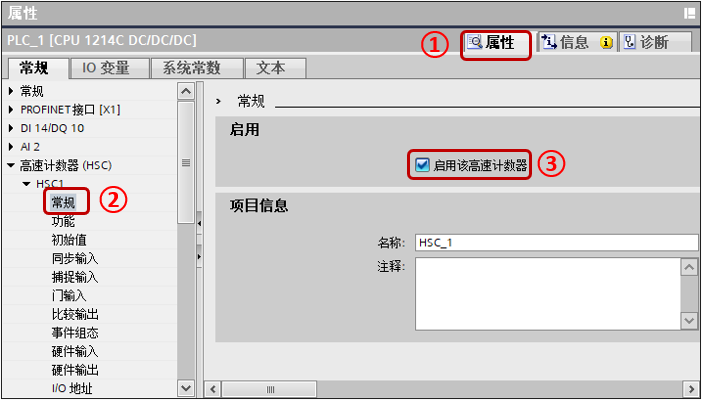 属性
PLC_1 [CPU 1214C DC/DC/DC]
① 属性 信息 诊断
常规 IO 变量 系统常数 文本
常规
PROFINET接口 [X1]
DI 14/DQ 10
AI 2
高速计数器 (HSC)
HSC1
常规 ②
功能
初始值
同步输入
捕捉输入
门输入
比较输出
事件组态
硬件输入
硬件输出
I/O 地址
常规
启用
启用该高速计数器 ③
项目信息
名称: HSC_1
注释: